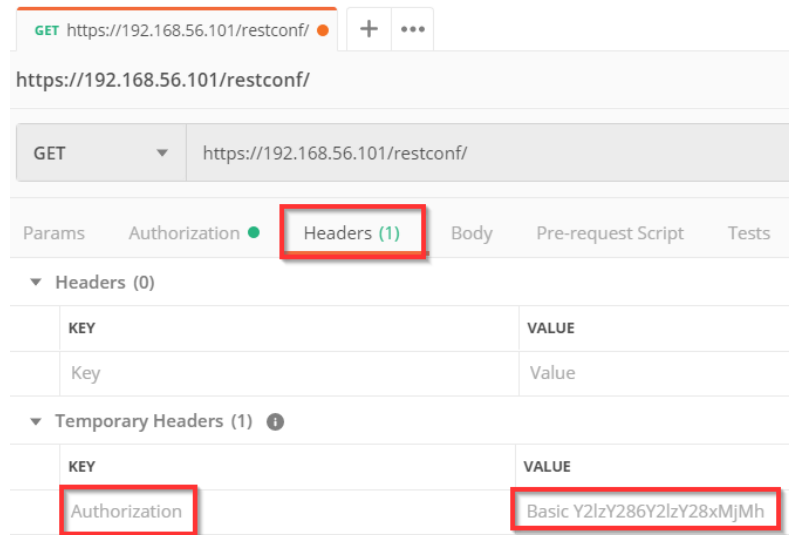 GET https://192.168.56.101/restconf/
https://192.168.56.101/restconf/
GET https://192.168.56.101/restconf/
Params Authorization Headers (1) Body Pre-request Script Tests
Headers (0)
KEY VALUE
Key Value
Temporary Headers (1)
KEY VALUE
Authorization Basic Y2lzY286Y2lzY28xMjMh